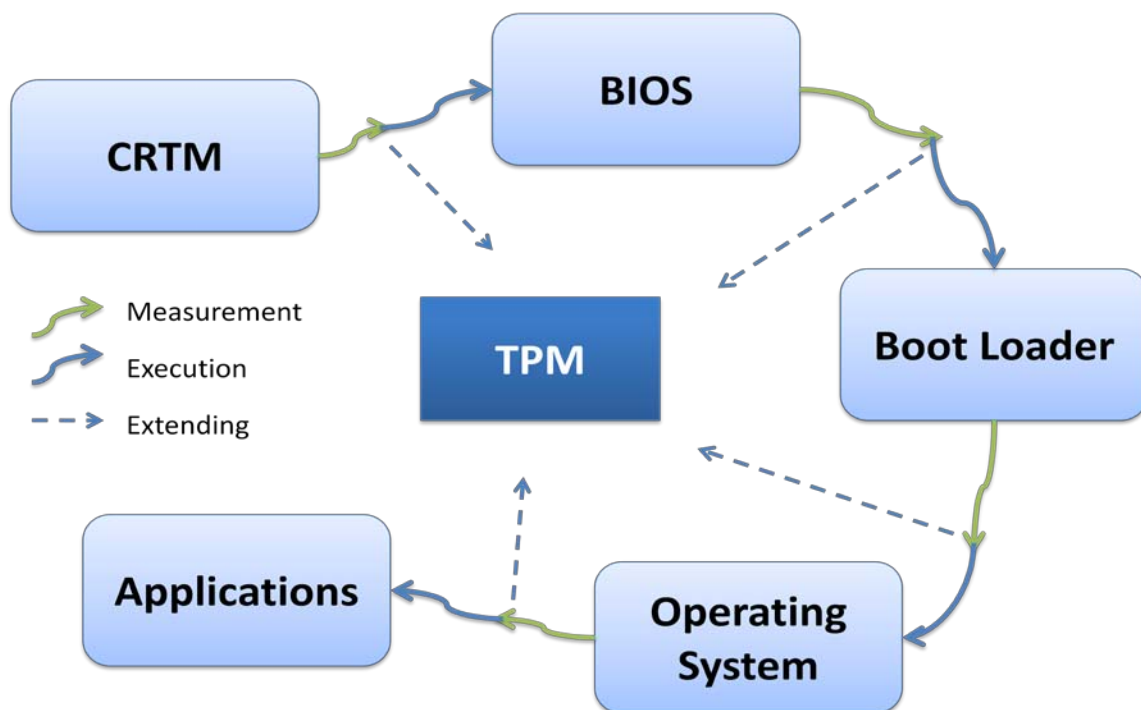 CRTM
BIOS
Boot Loader
TPM
Measurement
Execution
Extending
Applications
Operating
System